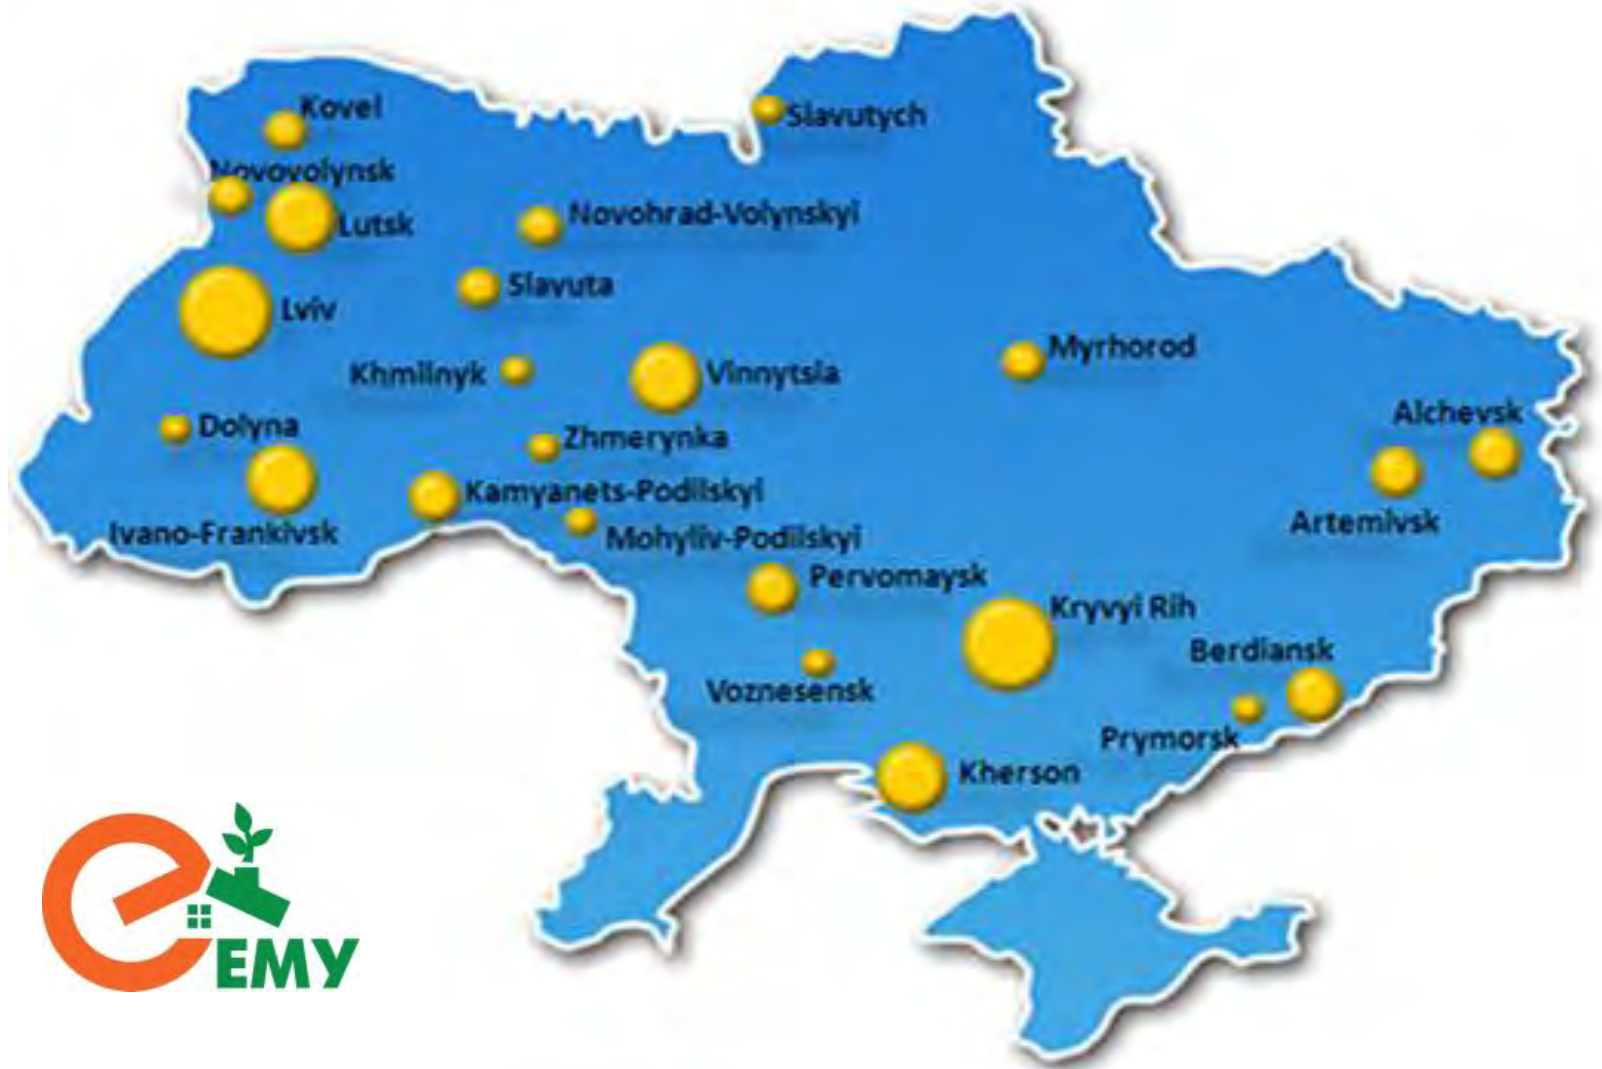 Kovel
Slavutych
Novovolynsk
Lutsk
Novohrad-Volynskyi
Slavuta
Lviv
Myrhorod
Khmilnyk
Vinnytsia
Alchevsk
Dolyna
Zhmerynka
Kamyanets-Podilskyi
Artemivsk
Ivano-Frankivsk
Mohyliv-Podilskyi
Pervomaysk
Kryvyi Rih
Berdiansk
Voznesensk
Prymorsk
Kherson
ЕМУ